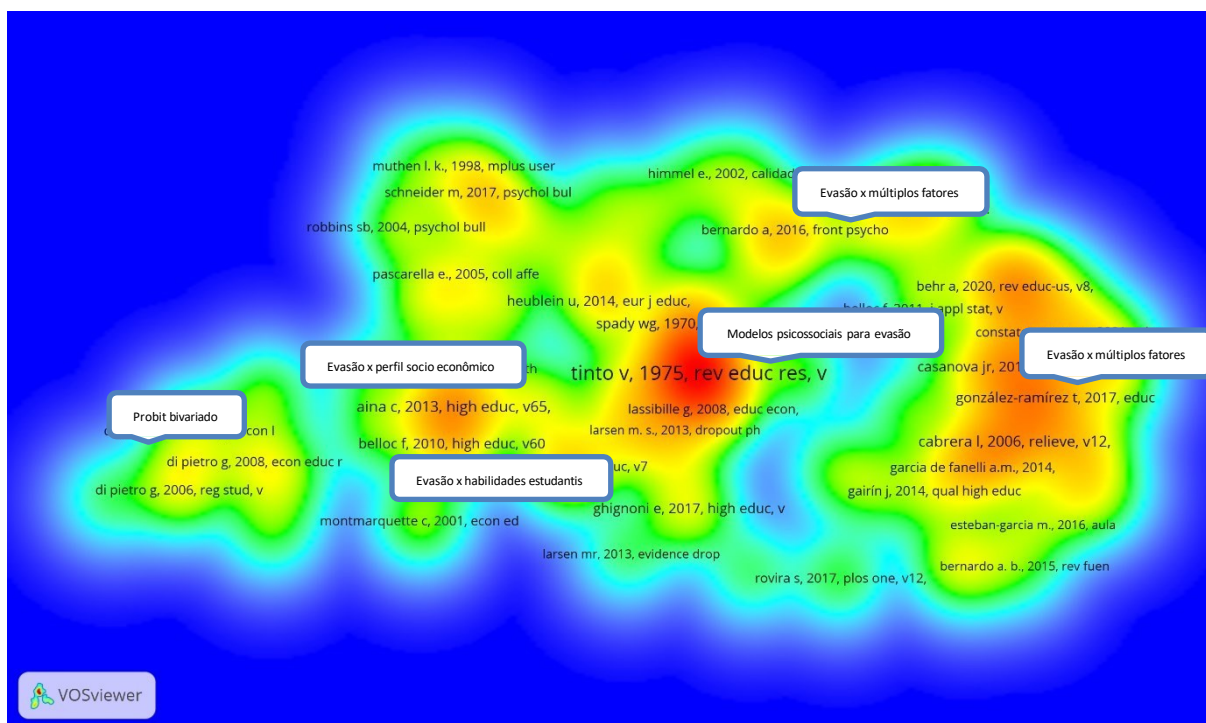 muthen l. k., 1998, mplus user
schneider m, 2017, psychol bul
robbins sb, 2004, psychol bull
pascarella e., 2005, coll affe
himmel e., 2002, calidad
Evasão x múltiplos fatores
bernardo a, 2016, front psycho
heublein u, 2014, eur j educ,
spady wg, 1970,
behr a, 2020, rev educ-us, v8,
appl stat, v
Modelos psicossociais para evasão
Evasão x múltiplos fatores
Evasão x perfil socio econômico
tinto v, 1975, rev educ res, v
casanova jr,
gonzález-ramírez t, 2017, educ
Probit bivariado
aina c, 2013, high educ, v65,
lassibille g, 2008, educ econ,
larsen m. s., 2013, dropout ph
belloc f, 2010, high educ, v60
cabrera l, 2006, relieve, v12,
di pietro g, 2008, econ educ r
garcia de fanelli a.m., 2014,
Evasão x habilidades estudantis
di pietro g, 2006, reg stud, v
gairín j, 2014, qual high educ
ghignoni e, 2017, high educ, v
montmarquette c, 2001, econ ed
esteban-garcia m., 2016, aula
larsen mr, 2013, evidence drop
bernardo a. b., 2015, rev fuen
rovira s, 2017, plos one, v12,
VOSviewer